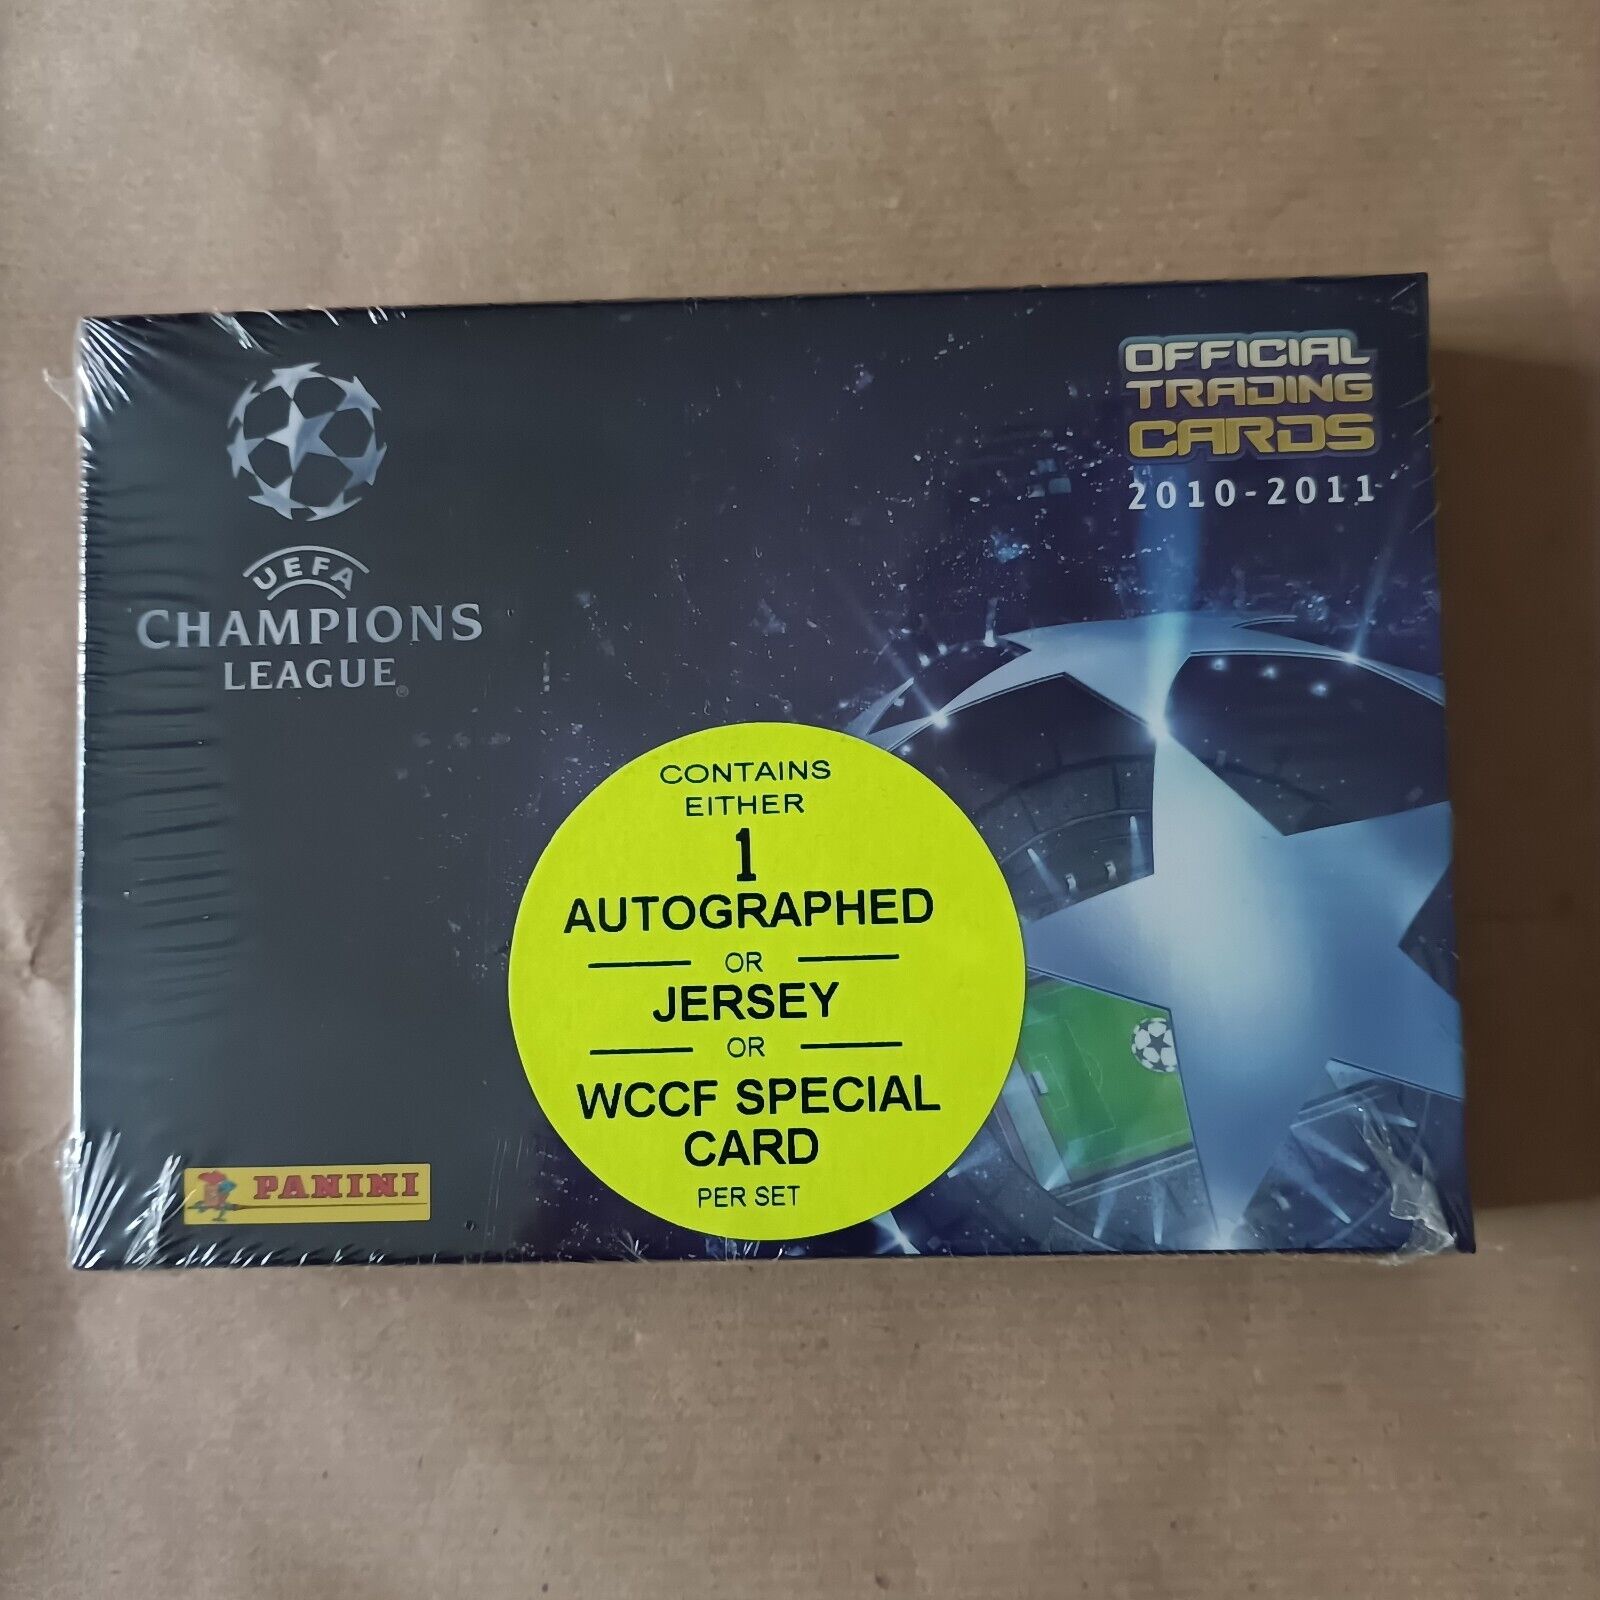 UEFA
CHAMPIONS
LEAGUE®
OFFICIAL
TRADING
CARDS
2010-2011
CONTAINS
EITHER
1
AUTOGRAPHED
OR
JERSEY
OR
WCCF SPECIAL
CARD
PER SET
PANINI